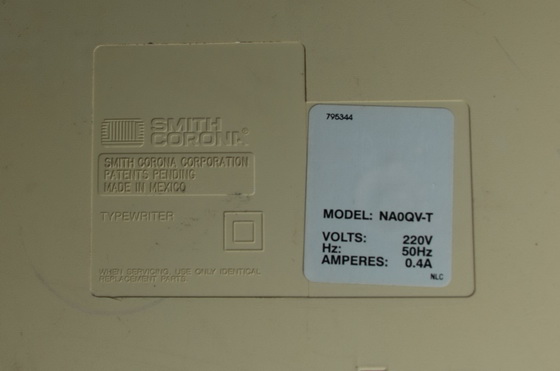 SMITH
CORONA®
SMITH CORONA CORPORATION
PATENTS PENDING
MADE IN MEXICO
TYPEWRITER
WHEN SERVICING, USE ONLY IDENTICAL
REPLACEMENT PARTS.
795344
MODEL: NA0QV-T
VOLTS: 220V
Hz: 50Hz
AMPERES: 0.4A
NLC